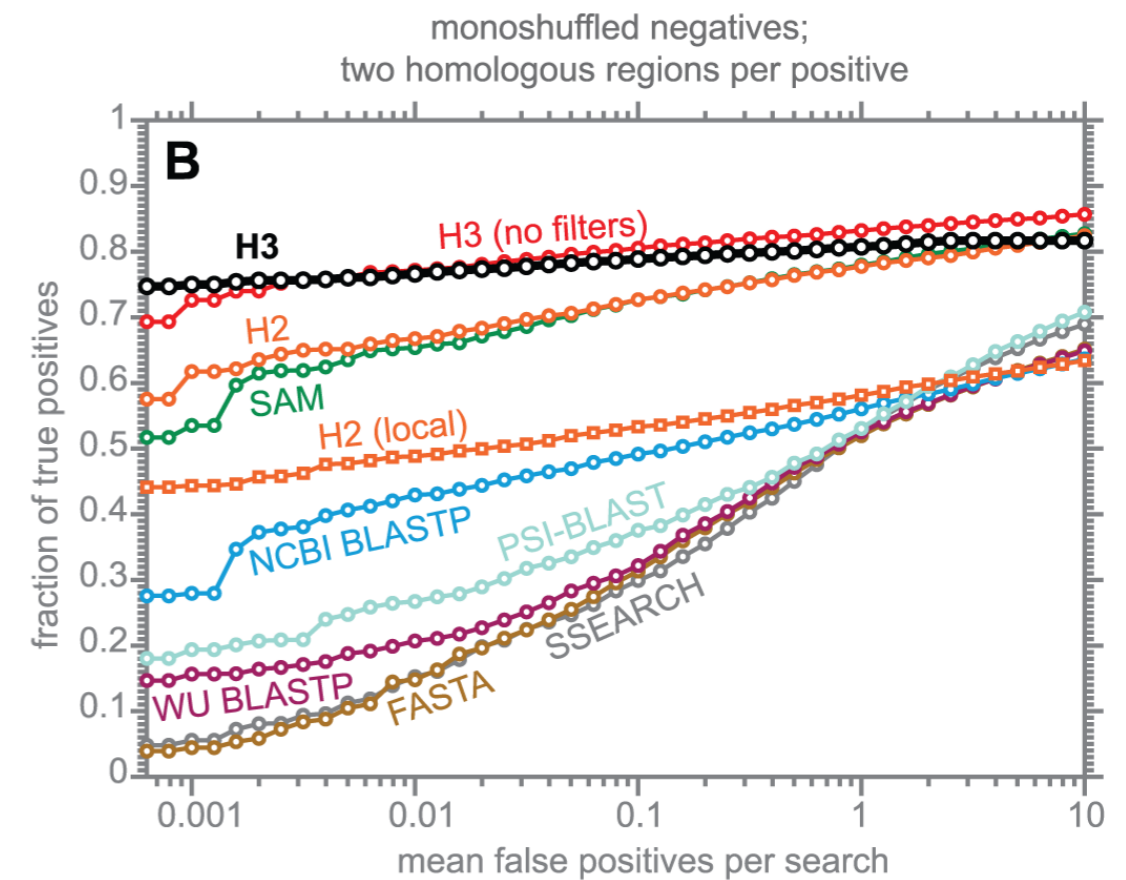 monoshuffled negatives;
two homologous regions per positive
B
1
0.9
0.8
0.7
0.6
0.5
0.4
0.3
0.2
0.1
0
fraction of true positives
H3
H3 (no filters)
H2
SAM
H2 (local)
NCBI BLASTP
PSI-BLAST
SSEARCH
WU BLASTP
FASTA
0.001 0.01 0.1 1 10
mean false positives per search